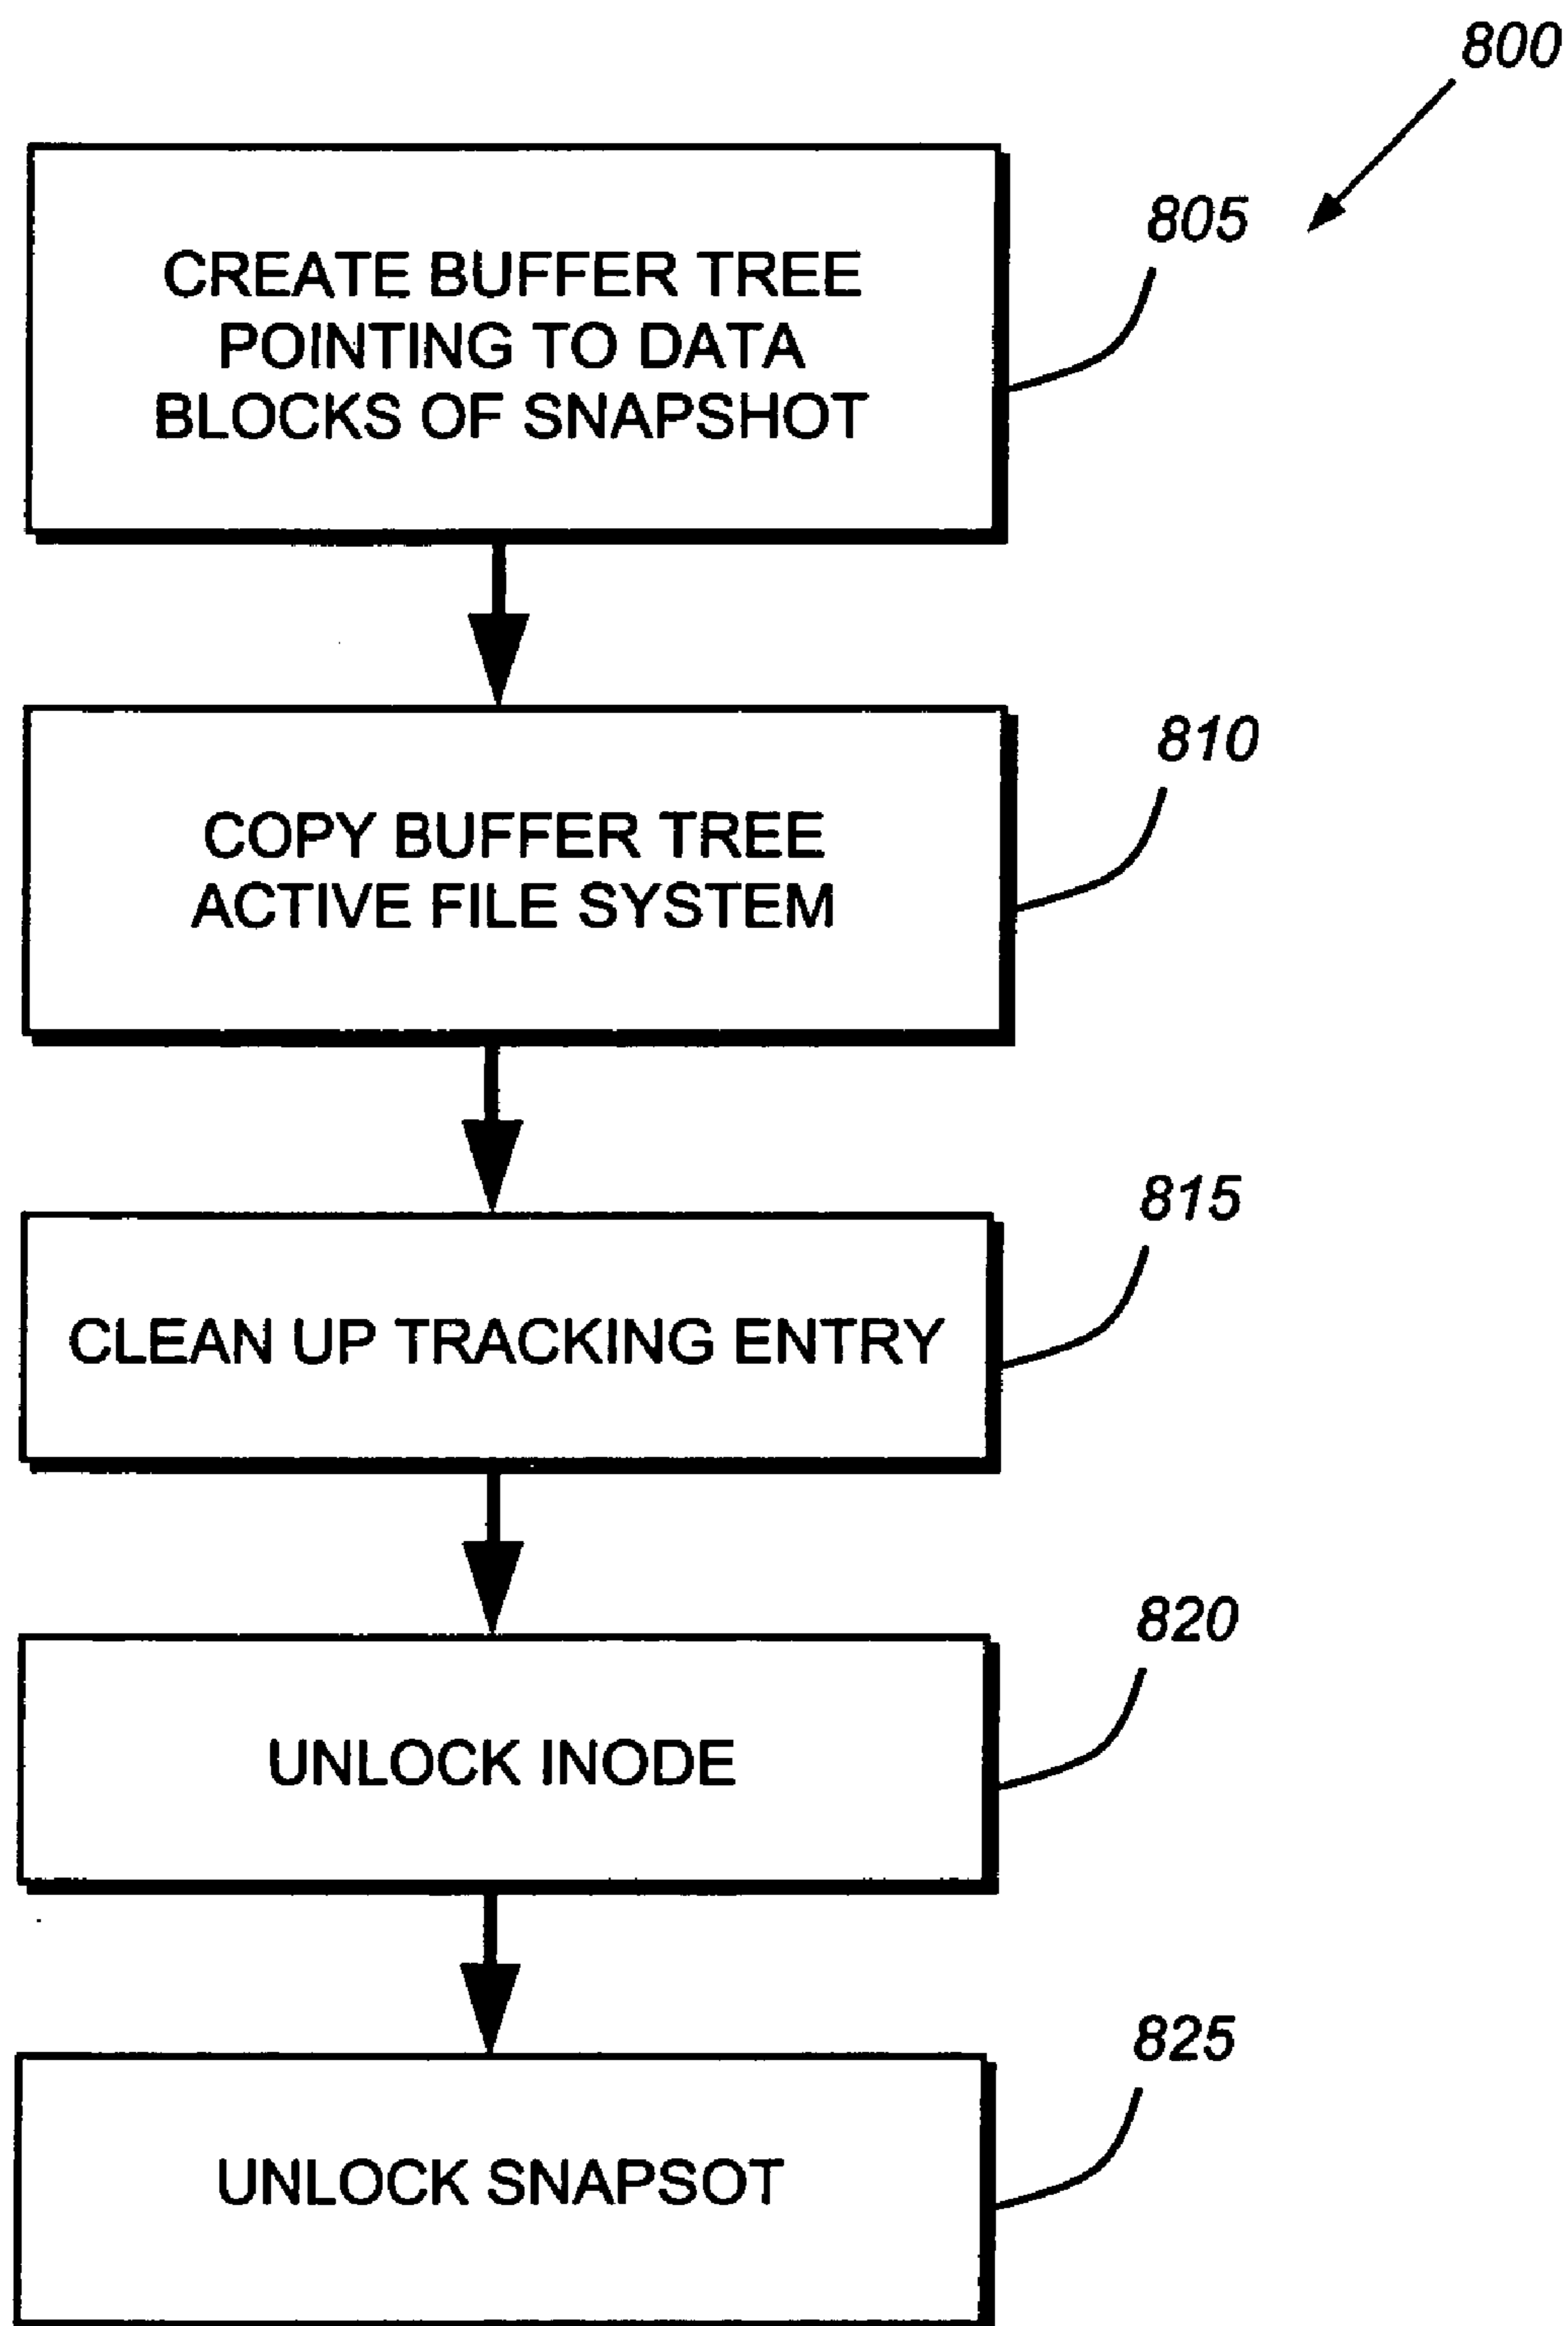 800
805
CREATE BUFFER TREE
POINTING TO DATA
BLOCKS OF SNAPSHOT
810
COPY BUFFER TREE
ACTIVE FILE SYSTEM
815
CLEAN UP TRACKING ENTRY
820
UNLOCK INODE
825
UNLOCK SNAPSOT